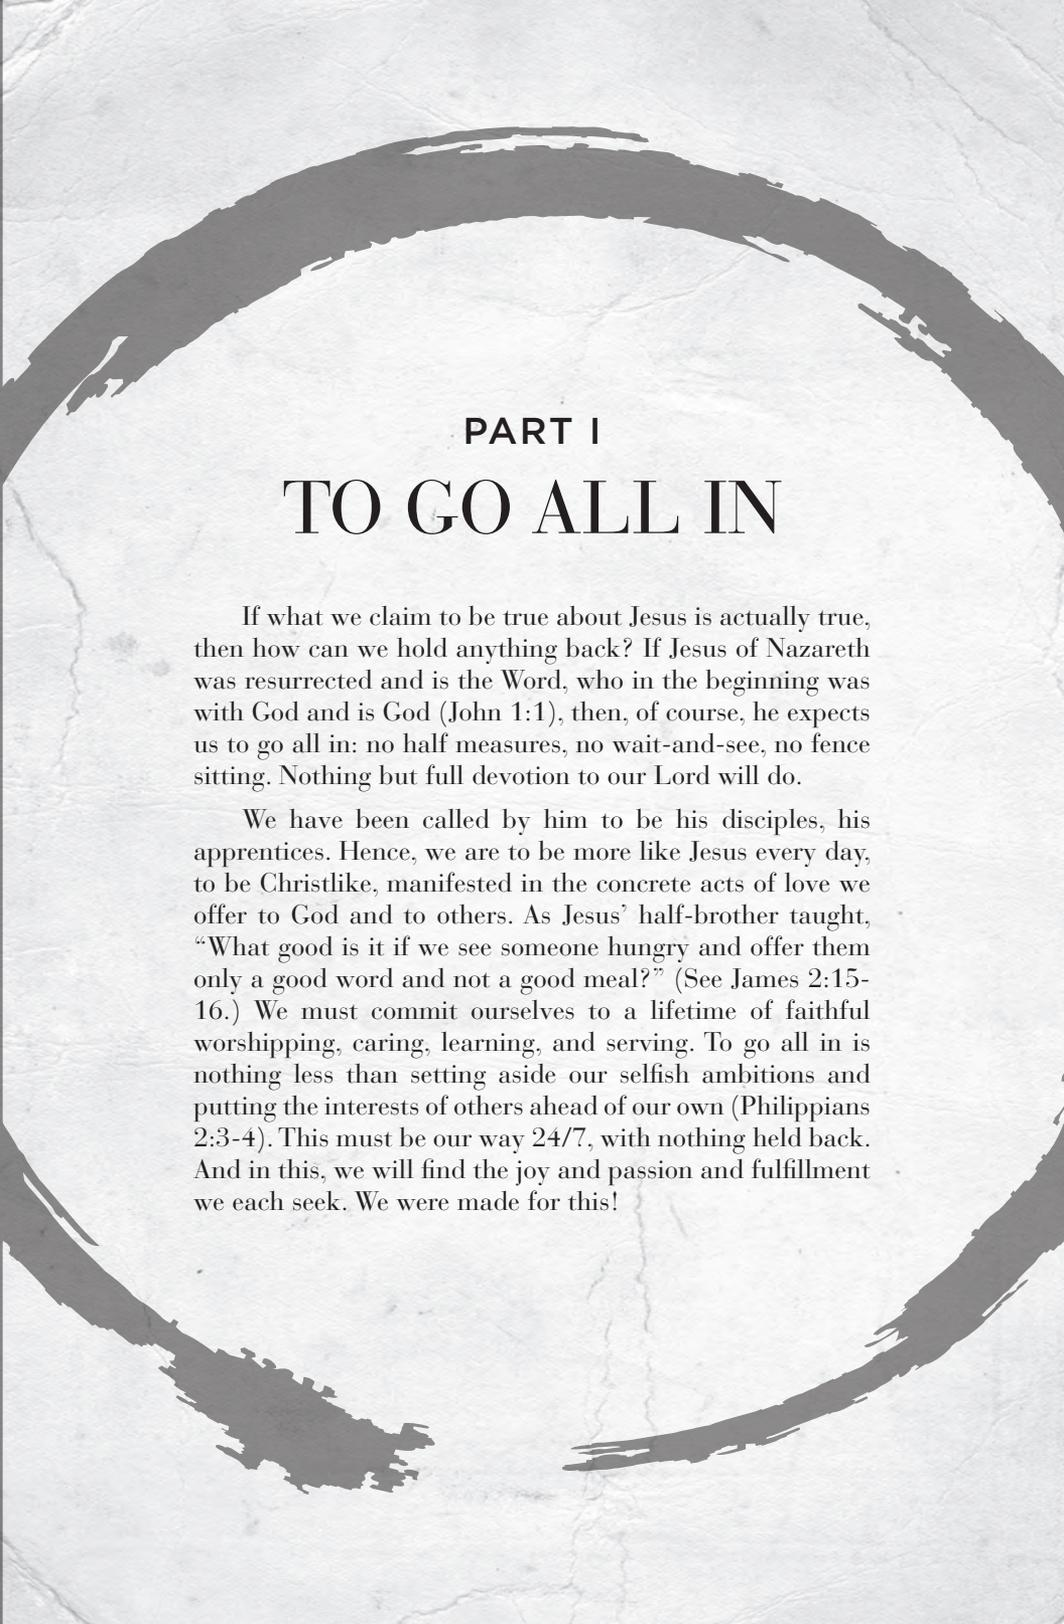 PART I
TO GO ALL IN
If what we claim to be true about Jesus is actually true,
then how can we hold anything back? If Jesus of Nazareth
was resurrected and is the Word, who in the beginning was
with God and is God (John 1:1), then, of course, he expects
us to go all in: no half measures, no wait-and-see, no fence
sitting. Nothing but full devotion to our Lord will do.
We have been called by him to be his disciples, his
apprentices. Hence, we are to be more like Jesus every day,
to be Christlike, manifested in the concrete acts of love we
offer to God and to others. As Jesus’ half-brother taught,
“What good is it if we see someone hungry and offer them
only a good word and not a good meal?” (See James 2:15-
16.) We must commit ourselves to a lifetime of faithful
worshipping, caring, learning, and serving. To go all in is
nothing less than setting aside our selfish ambitions and
putting the interests of others ahead of our own (Philippians
2:3-4). This must be our way 24/7, with nothing held back.
And in this, we will find the joy and passion and fulfillment
we each seek. We were made for this!